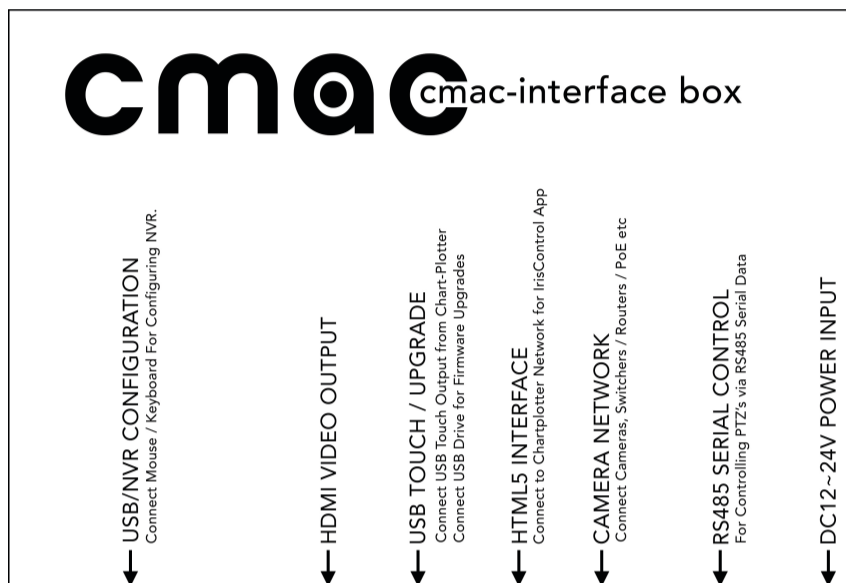 cmac
cmac-interface box
USB/NVR CONFIGURATION
Connect Mouse / Keyboard For Configuring NVR.
HDMI VIDEO OUTPUT
USB TOUCH / UPGRADE
Connect USB Touch Output from Chart-Plotter
Connect USB Drive for Firmware Upgrades
HTML5 INTERFACE
Connect to Chartplotter Network for IrisControl App
CAMERA NETWORK
Connect Cameras, Switchers / Routers / PoE etc
RS485 SERIAL CONTROL
For Controlling PTZ's via RS485 Serial Data
DC12~24V POWER INPUT